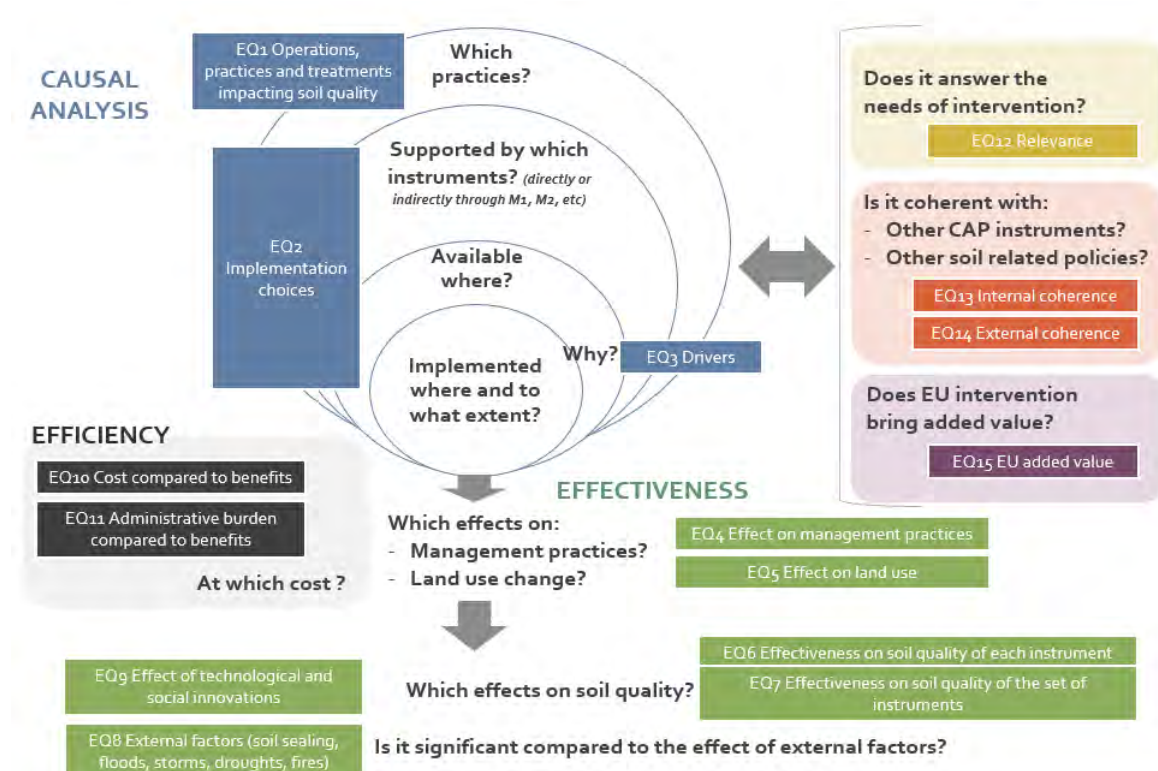 CAUSAL
ANALYSIS
EQ1 Operations,
practices and treatments
impacting soil quality
Which
practices?
Supported by which
instruments? (directly or
indirectly through M1, M2, etc)
EQ2
Implementation
choices
Available
where?
Why?
EQ3 Drivers
Implemented
where and to
what extent?
Does it answer the
needs of intervention?
EQ12 Relevance
Is it coherent with:
- Other CAP instruments?
- Other soil related policies?
EQ13 Internal coherence
EQ14 External coherence
Does EU intervention
bring added value?
EQ15 EU added value
EFFICIENCY
EQ10 Cost compared to benefits
EQ11 Administrative burden
compared to benefits
At which cost ?
EFFECTIVENESS
Which effects on:
- Management practices?
- Land use change?
EQ4 Effect on management practices
EQ5 Effect on land use
EQ9 Effect of technological and
social innovations
Which effects on soil quality?
EQ6 Effectiveness on soil quality of each instrument
EQ7 Effectiveness on soil quality of the set of
instruments
EQ8 External factors (soil sealing,
floods, storms, droughts, fires)
Is it significant compared to the effect of external factors?